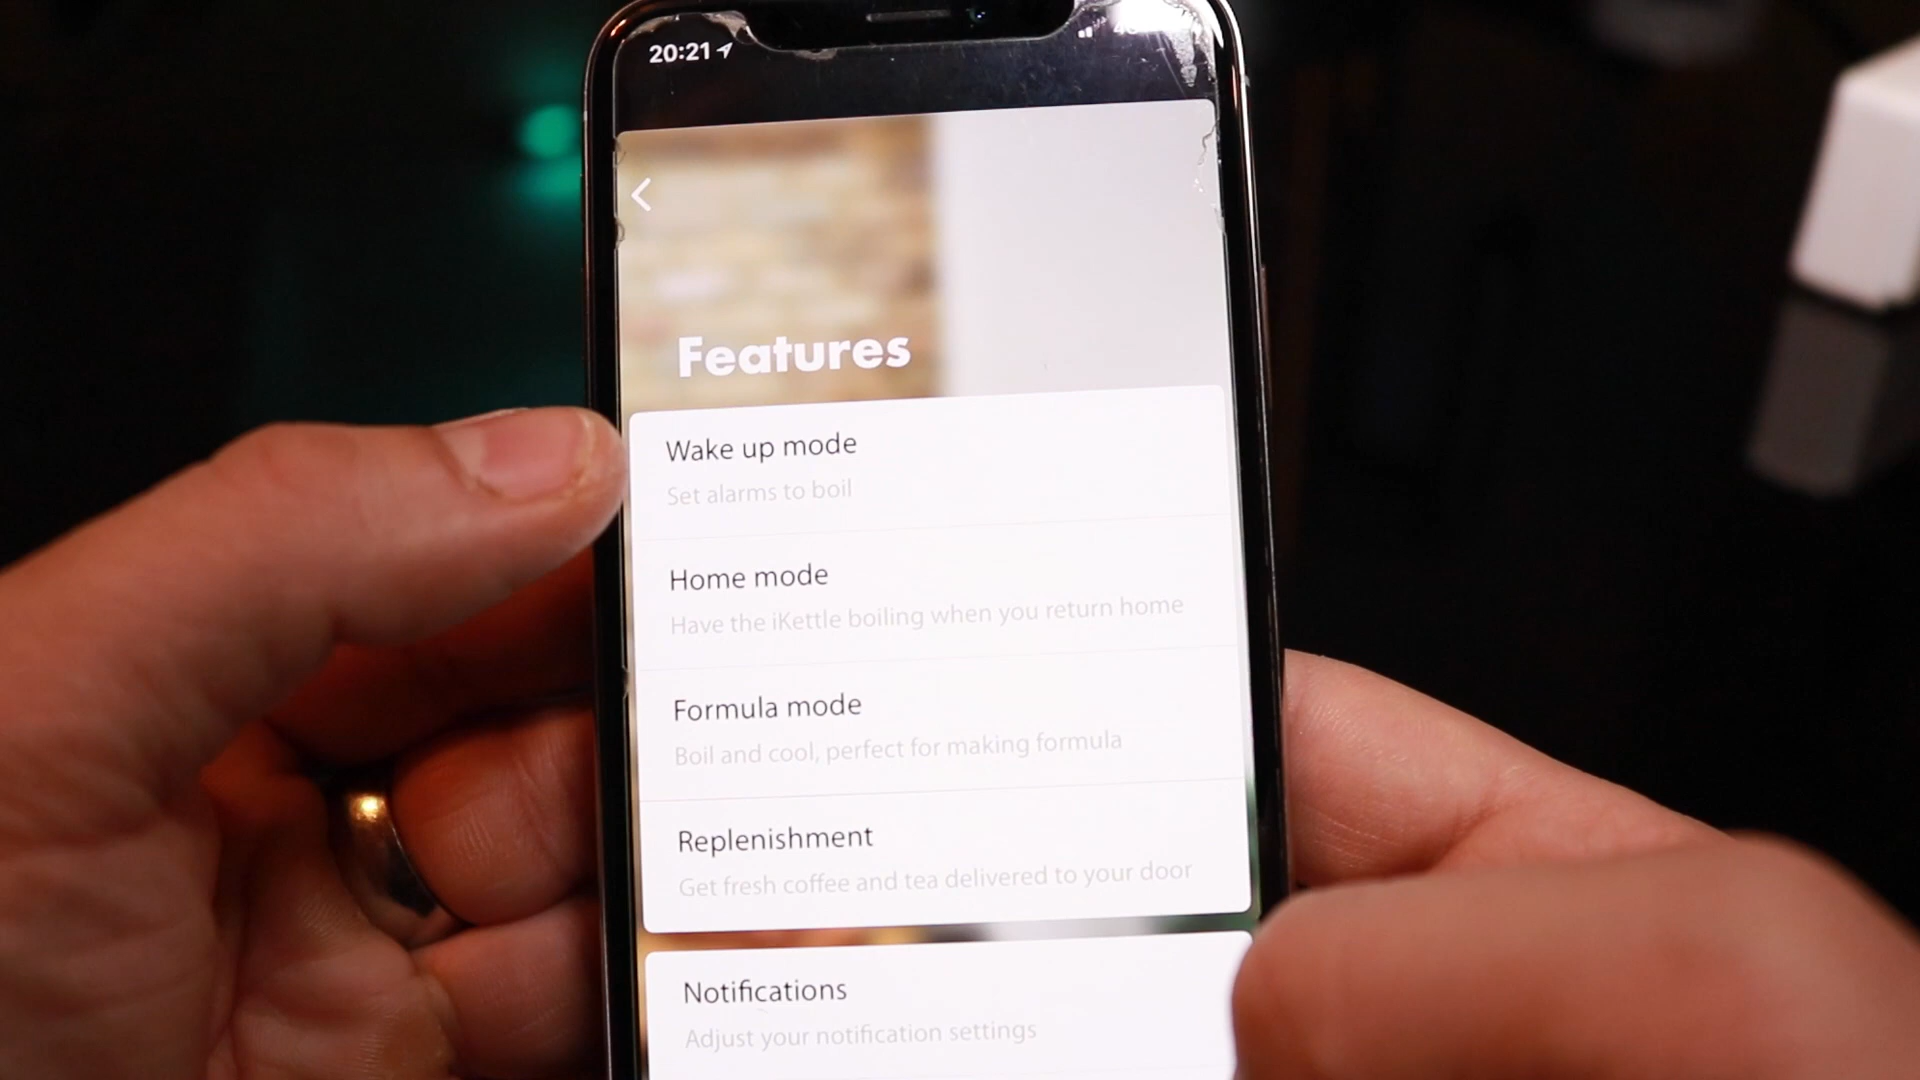 20:21
Features
Wake up mode
Set alarms to boil
Home mode
Have the iKettle boiling when you return home
Formula mode
Boil and cool, perfect for making formula
Replenishment
Get fresh coffee and tea delivered to your door
Notifications
Adjust your notification settings